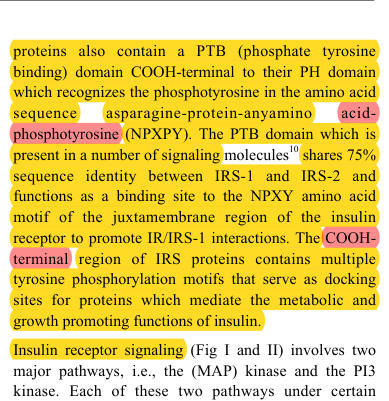 proteins also contain a PTB (phosphate tyrosine
binding) domain COOH-terminal to their PH domain
which recognizes the phosphotyrosine in the amino acid
sequence asparagine-protein-anyamino acid-
phosphotyrosine (NPXPY). The PTB domain which is
present in a number of signaling molecules10 shares 75%
sequence identity between IRS-1 and IRS-2 and
functions as a binding site to the NPXY amino acid
motif of the juxtamembrane region of the insulin
receptor to promote IR/IRS-1 interactions. The COOH-
terminal region of IRS proteins contains multiple
tyrosine phosphorylation motifs that serve as docking
sites for proteins which mediate the metabolic and
growth promoting functions of insulin.
Insulin receptor signaling (Fig I and II) involves two
major pathways, i.e., the (MAP) kinase and the PI3
kinase. Each of these two pathways under certain